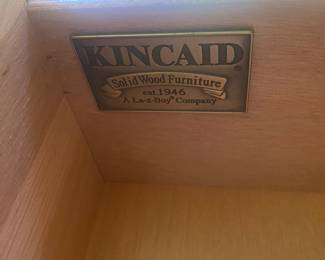 KINCAID®
Solid Wood Furniture
est.1946
A La-z-Boy® Company